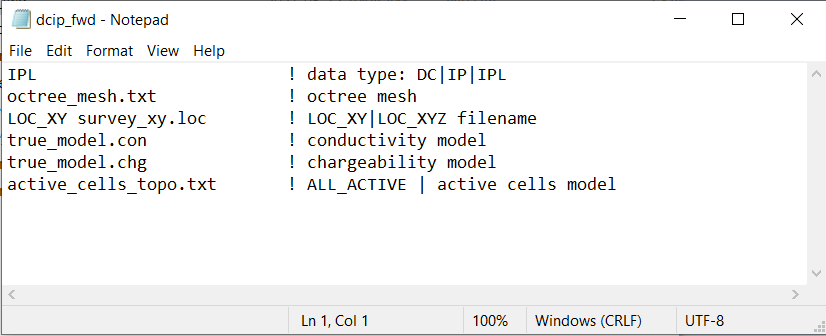 dcip_fwd - Notepad
File Edit Format View Help
IPL ! data type: DC|IP|IPL
octree_mesh.txt ! octree mesh
LOC_XY survey_xy.loc ! LOC_XY|LOC_XYZ filename
true_model.con ! conductivity model
true_model.chg ! chargeability model
active_cells_topo.txt ! ALL_ACTIVE | active cells model
Ln 1, Col 1 100% Windows (CRLF) UTF-8